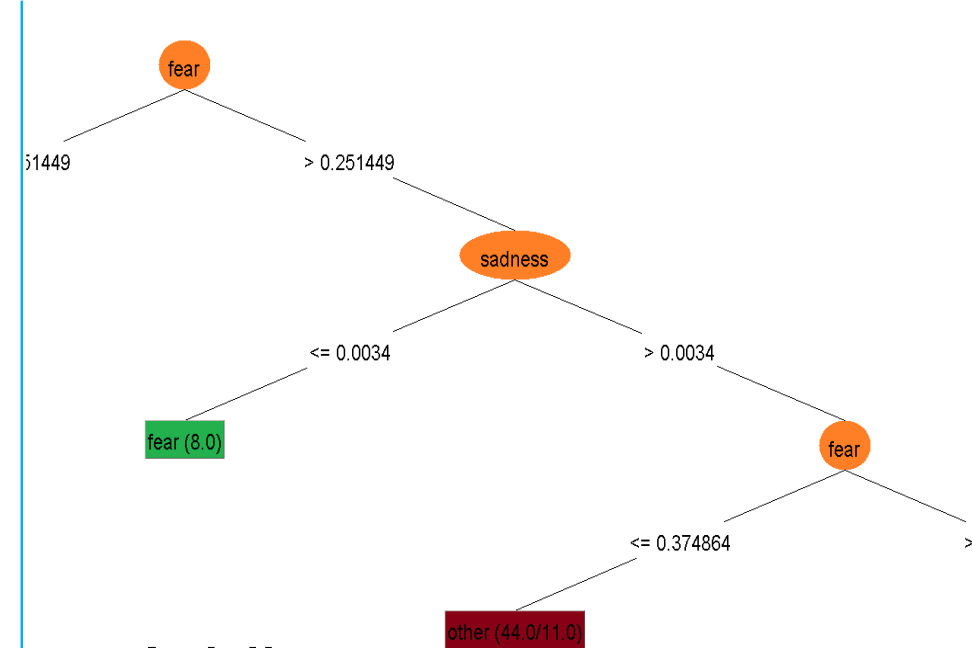 fear
51449
> 0.251449
sadness
<= 0.0034
> 0.0034
fear (8.0)
fear
<= 0.374864
>
other (44.0/11.0)